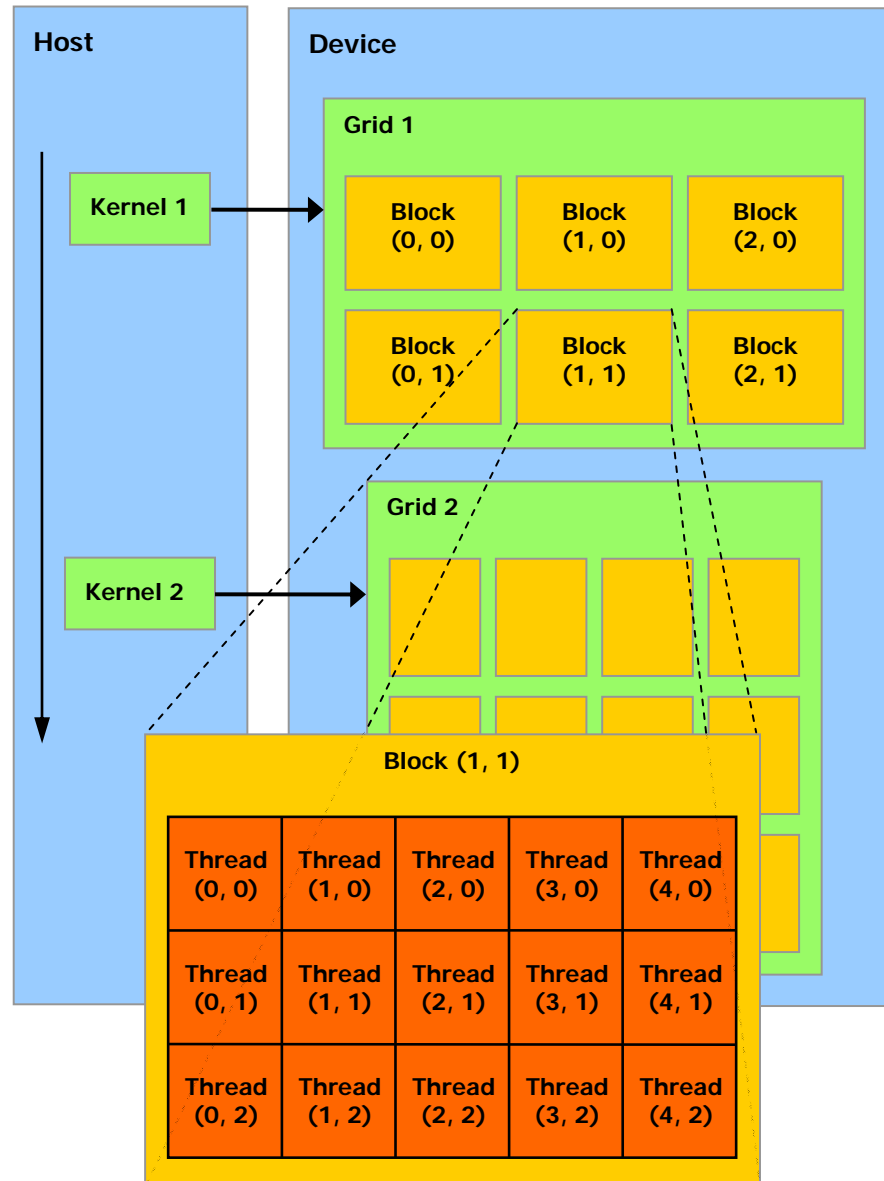 Host
Device
Grid 1
Kernel 1
Block
(0, 0)
Block
(1, 0)
Block
(2, 0)
Block
(0, 1)
Block
(1, 1)
Block
(2, 1)
Grid 2
Kernel 2
Block (1, 1)
Thread
(0, 0)
Thread
(1, 0)
Thread
(2, 0)
Thread
(3, 0)
Thread
(4, 0)
Thread
(0, 1)
Thread
(1, 1)
Thread
(2, 1)
Thread
(3, 1)
Thread
(4, 1)
Thread
(0, 2)
Thread
(1, 2)
Thread
(2, 2)
Thread
(3, 2)
Thread
(4, 2)